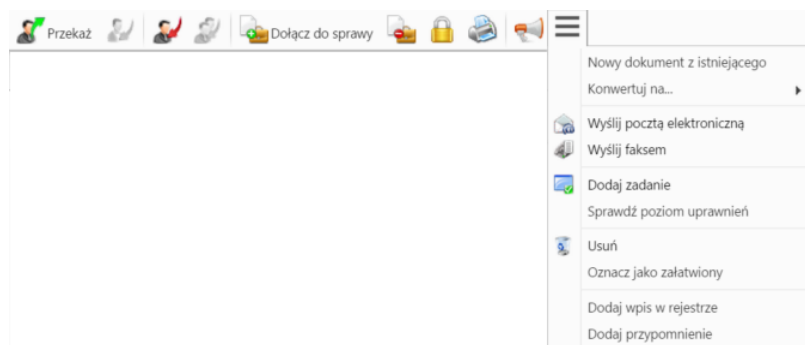 Przekaż
Dołącz do sprawy
Nowy dokument z istniejącego
Konwertuj na...
Wyślij pocztą elektroniczną
Wyślij faksem
Dodaj zadanie
Sprawdź poziom uprawnień
Usuń
Oznacz jako załatwiony
Dodaj wpis w rejestrze
Dodaj przypomnienie